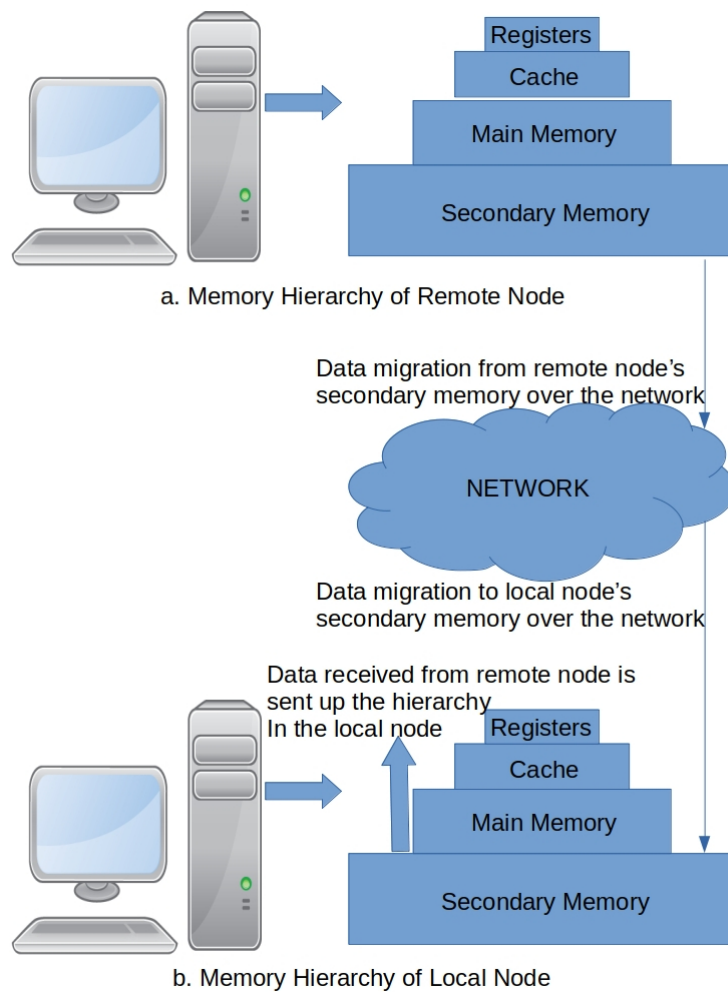 Registers
Cache
Main Memory
Secondary Memory
a. Memory Hierarchy of Remote Node
Data migration from remote node's
secondary memory over the network
NETWORK
Data migration to local node's
secondary memory over the network
Data received from remote node is
sent up the hierarchy
In the local node
Registers
Cache
Main Memory
Secondary Memory
b. Memory Hierarchy of Local Node